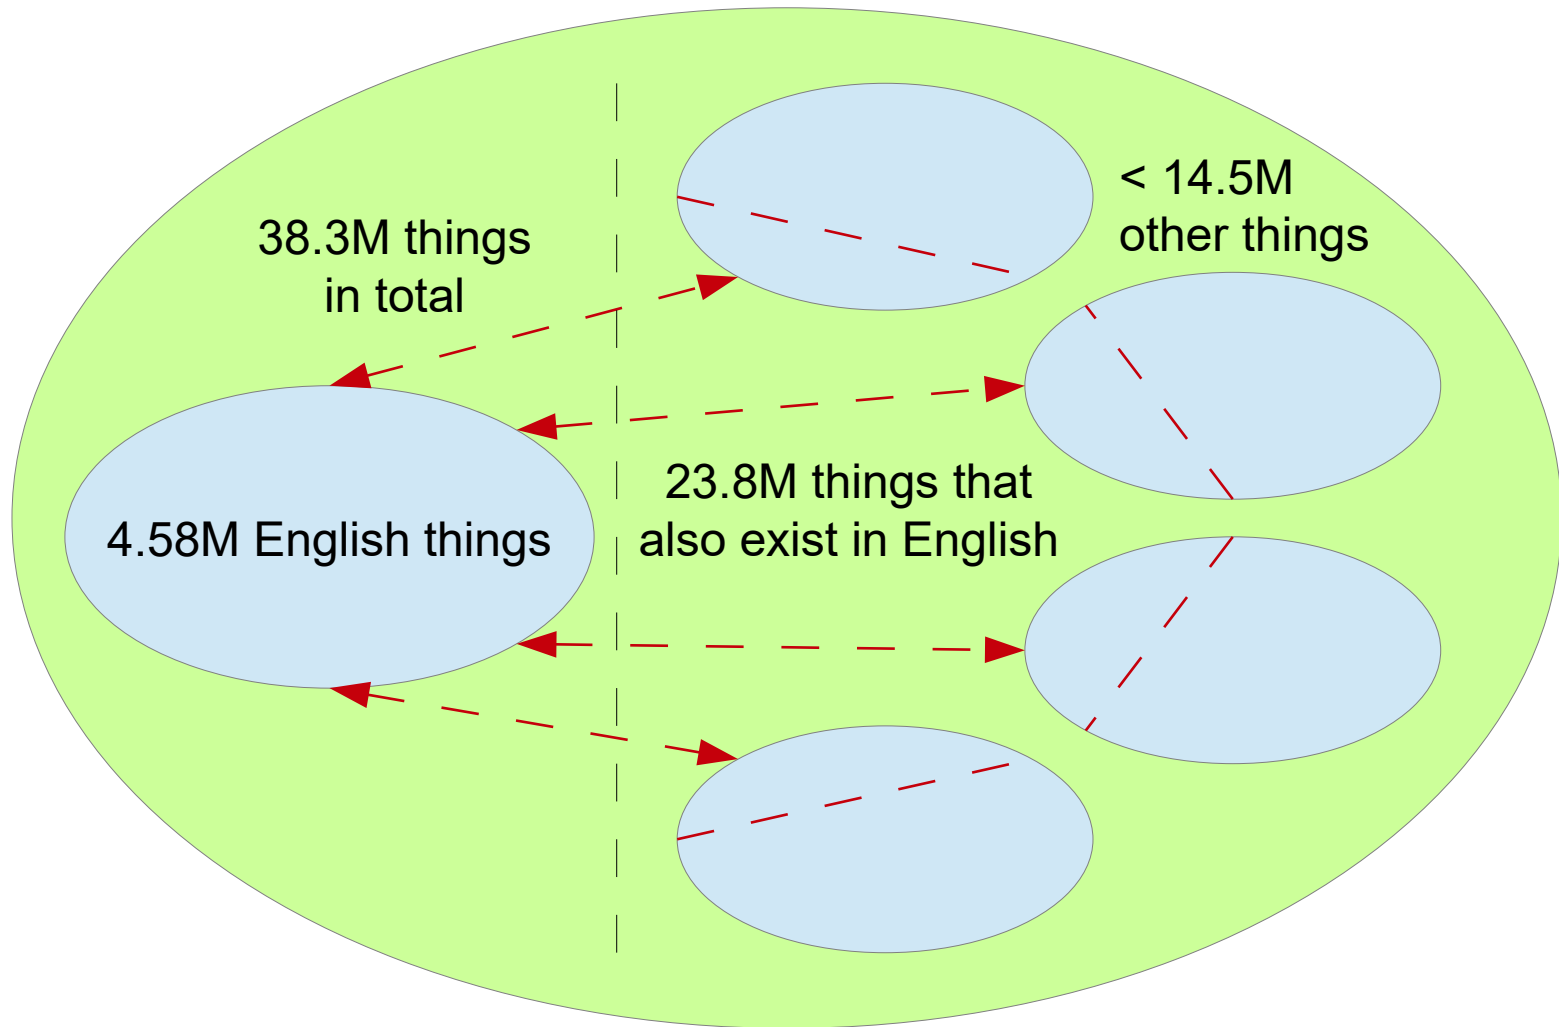 38.3M things
in total
< 14.5M
other things
4.58M English things
23.8M things that
also exist in English